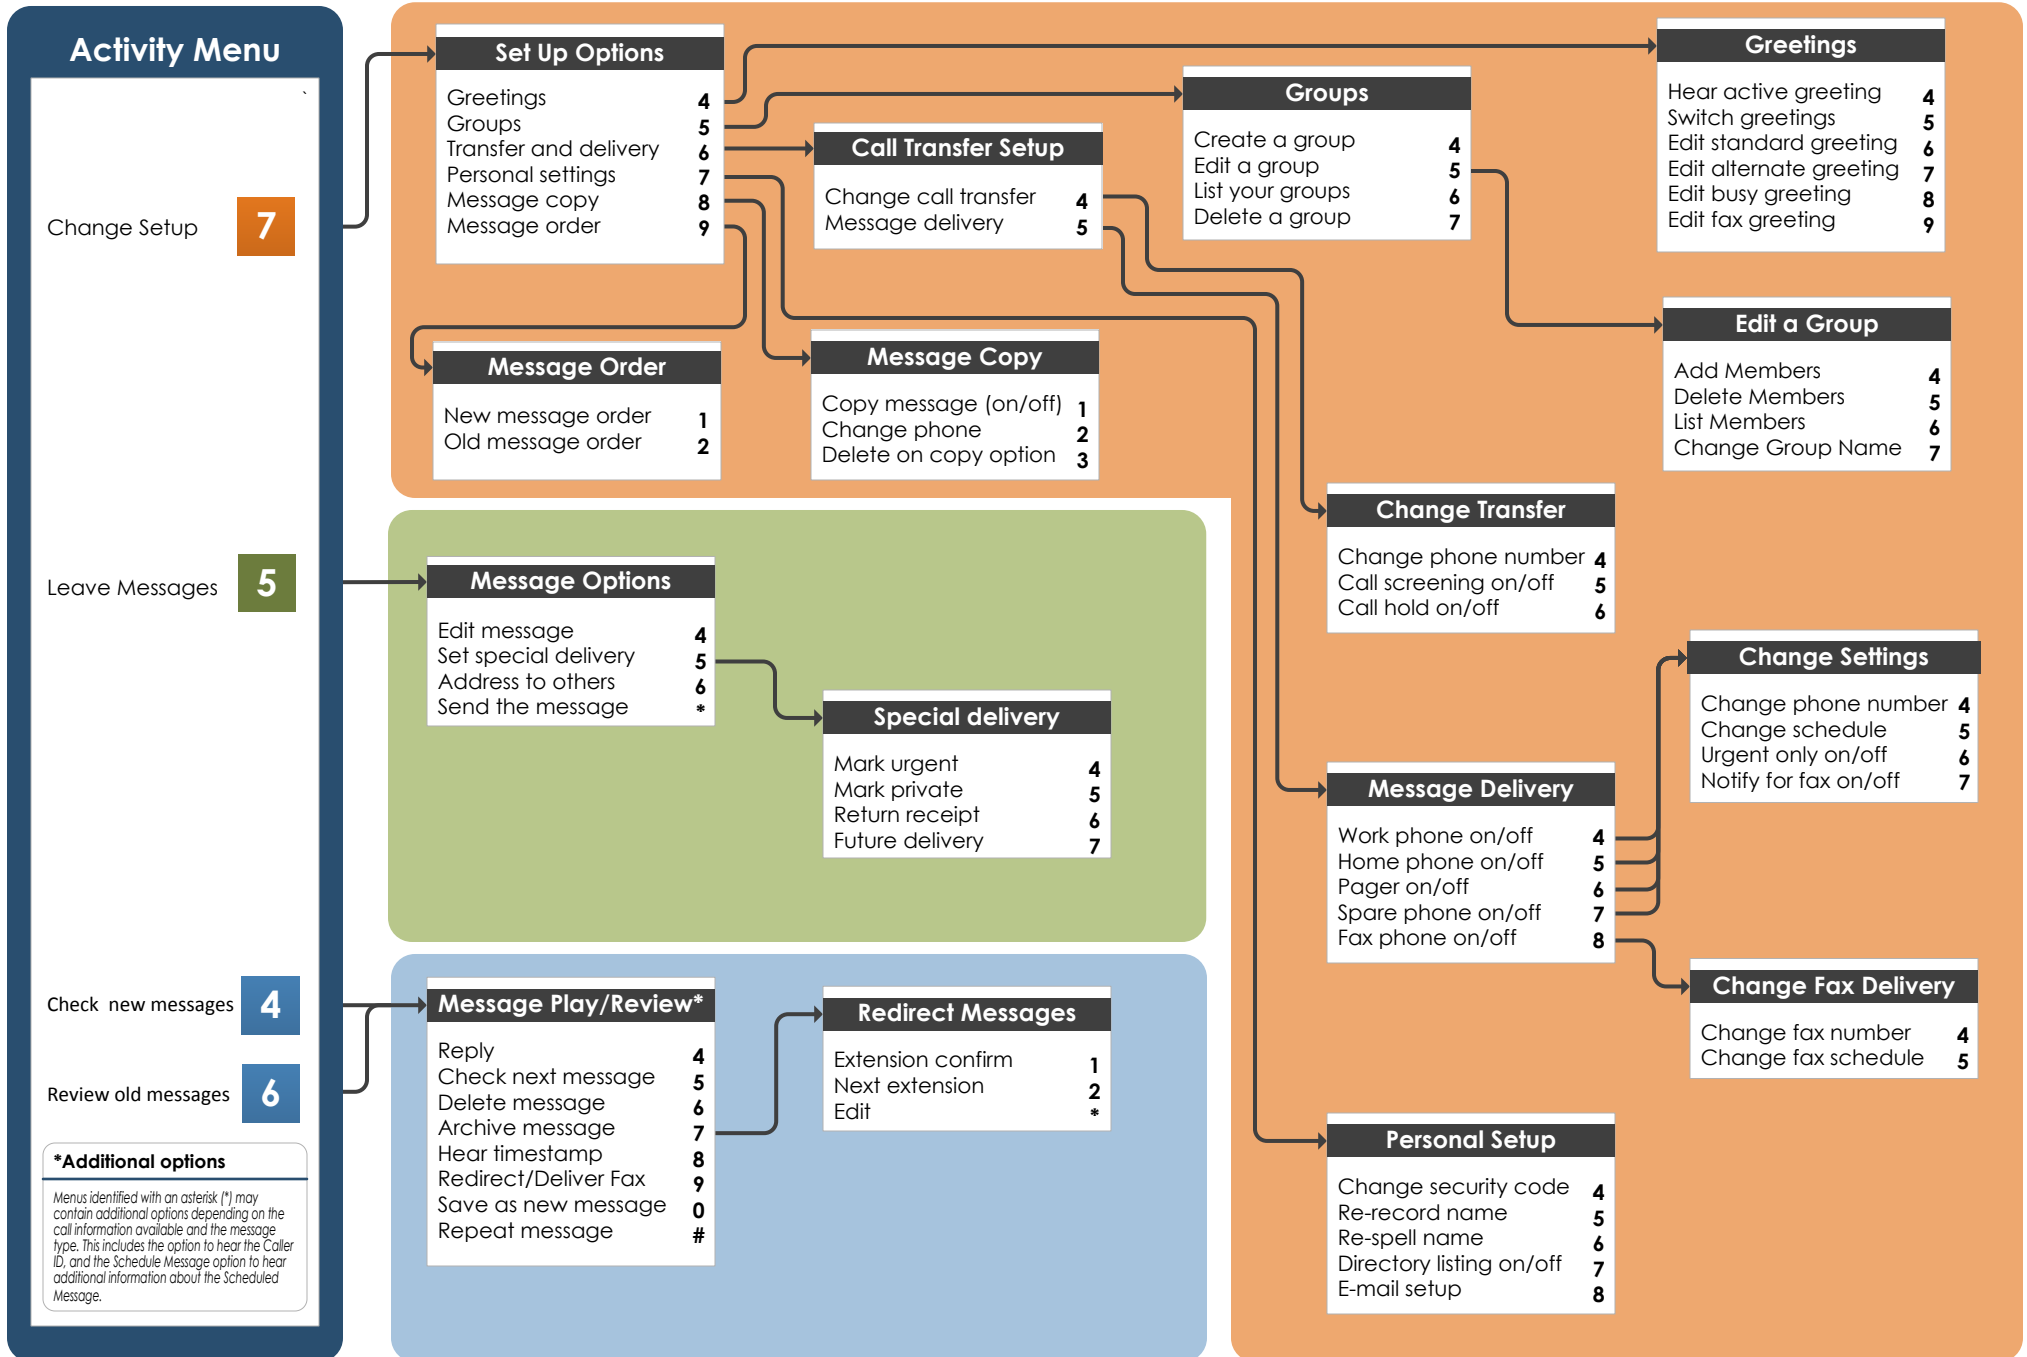 Activity Menu
`
Change Setup 7
Leave Messages 5
Check new messages 4
Review old messages 6
*Additional options
Menus identified with an asterisk (*) may
contain additional options depending on the
call information available and the message
type. This includes the option to hear the Caller
ID, and the Schedule Message option to hear
additional information about the Scheduled
Message.
Set Up Options
Greetings 4
Groups 5
Transfer and delivery 6
Personal settings 7
Message copy 8
Message order 9
Call Transfer Setup
Change call transfer 4
Message delivery 5
Groups
Create a group 4
Edit a group 5
List your groups 6
Delete a group 7
Greetings
Hear active greeting 4
Switch greetings 5
Edit standard greeting 6
Edit alternate greeting 7
Edit busy greeting 8
Edit fax greeting 9
Message Order
New message order 1
Old message order 2
Message Copy
Copy message (on/off) 1
Change phone 2
Delete on copy option 3
Edit a Group
Add Members 4
Delete Members 5
List Members 6
Change Group Name 7
Change Transfer
Change phone number 4
Call screening on/off 5
Call hold on/off 6
Message Options
Edit message 4
Set special delivery 5
Address to others 6
Send the message *
Special delivery
Mark urgent 4
Mark private 5
Return receipt 6
Future delivery 7
Change Settings
Change phone number 4
Change schedule 5
Urgent only on/off 6
Notify for fax on/off 7
Message Delivery
Work phone on/off 4
Home phone on/off 5
Pager on/off 6
Spare phone on/off 7
Fax phone on/off 8
Change Fax Delivery
Change fax number 4
Change fax schedule 5
Message Play/Review*
Reply 4
Check next message 5
Delete message 6
Archive message 7
Hear timestamp 8
Redirect/Deliver Fax 9
Save as new message 0
Repeat message #
Redirect Messages
Extension confirm 1
Next extension 2
Edit *
Personal Setup
Change security code 4
Re-record name 5
Re-spell name 6
Directory listing on/off 7
E-mail setup 8